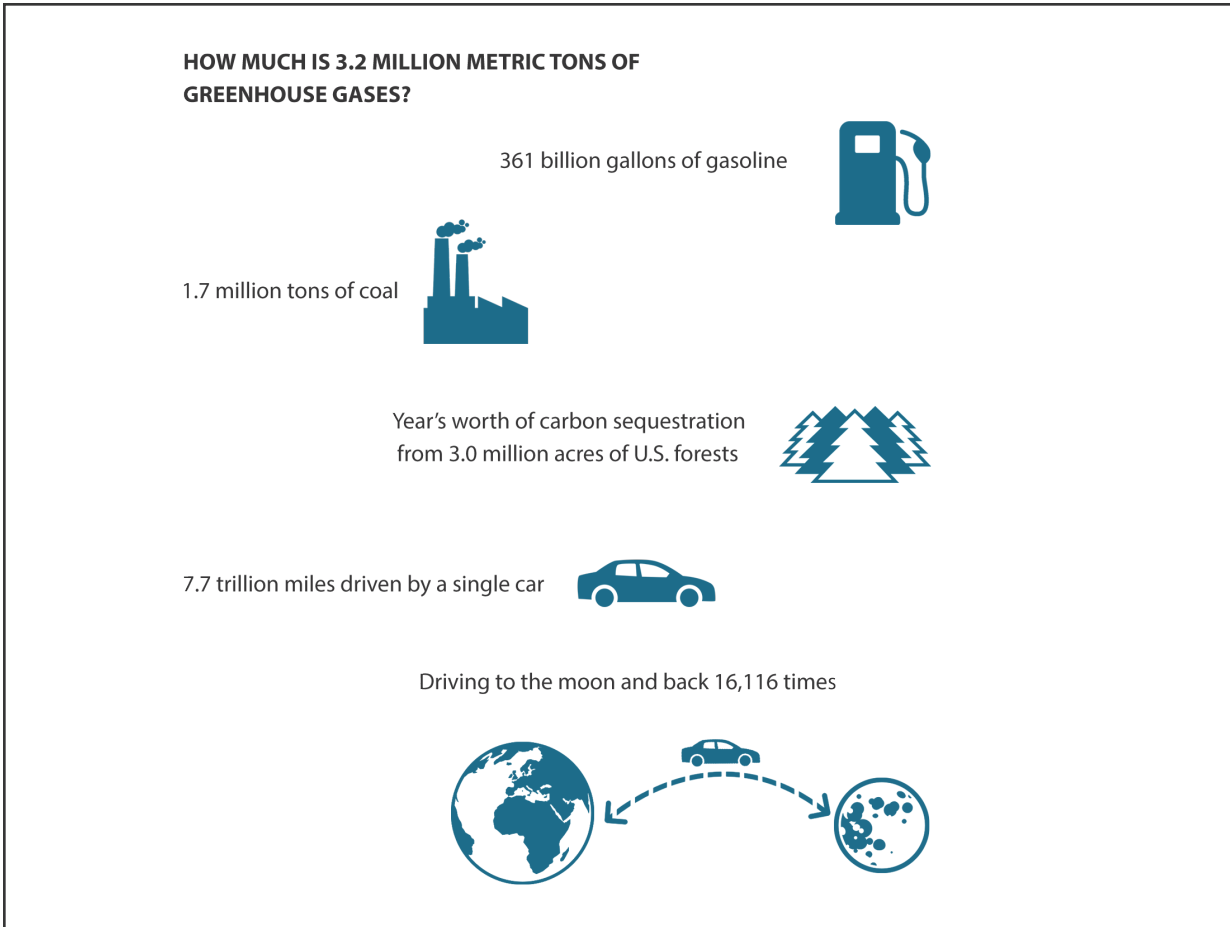 HOW MUCH IS 3.2 MILLION METRIC TONS OF
GREENHOUSE GASES?
361 billion gallons of gasoline
1.7 million tons of coal
Year’s worth of carbon sequestration
from 3.0 million acres of U.S. forests
7.7 trillion miles driven by a single car
Driving to the moon and back 16,116 times